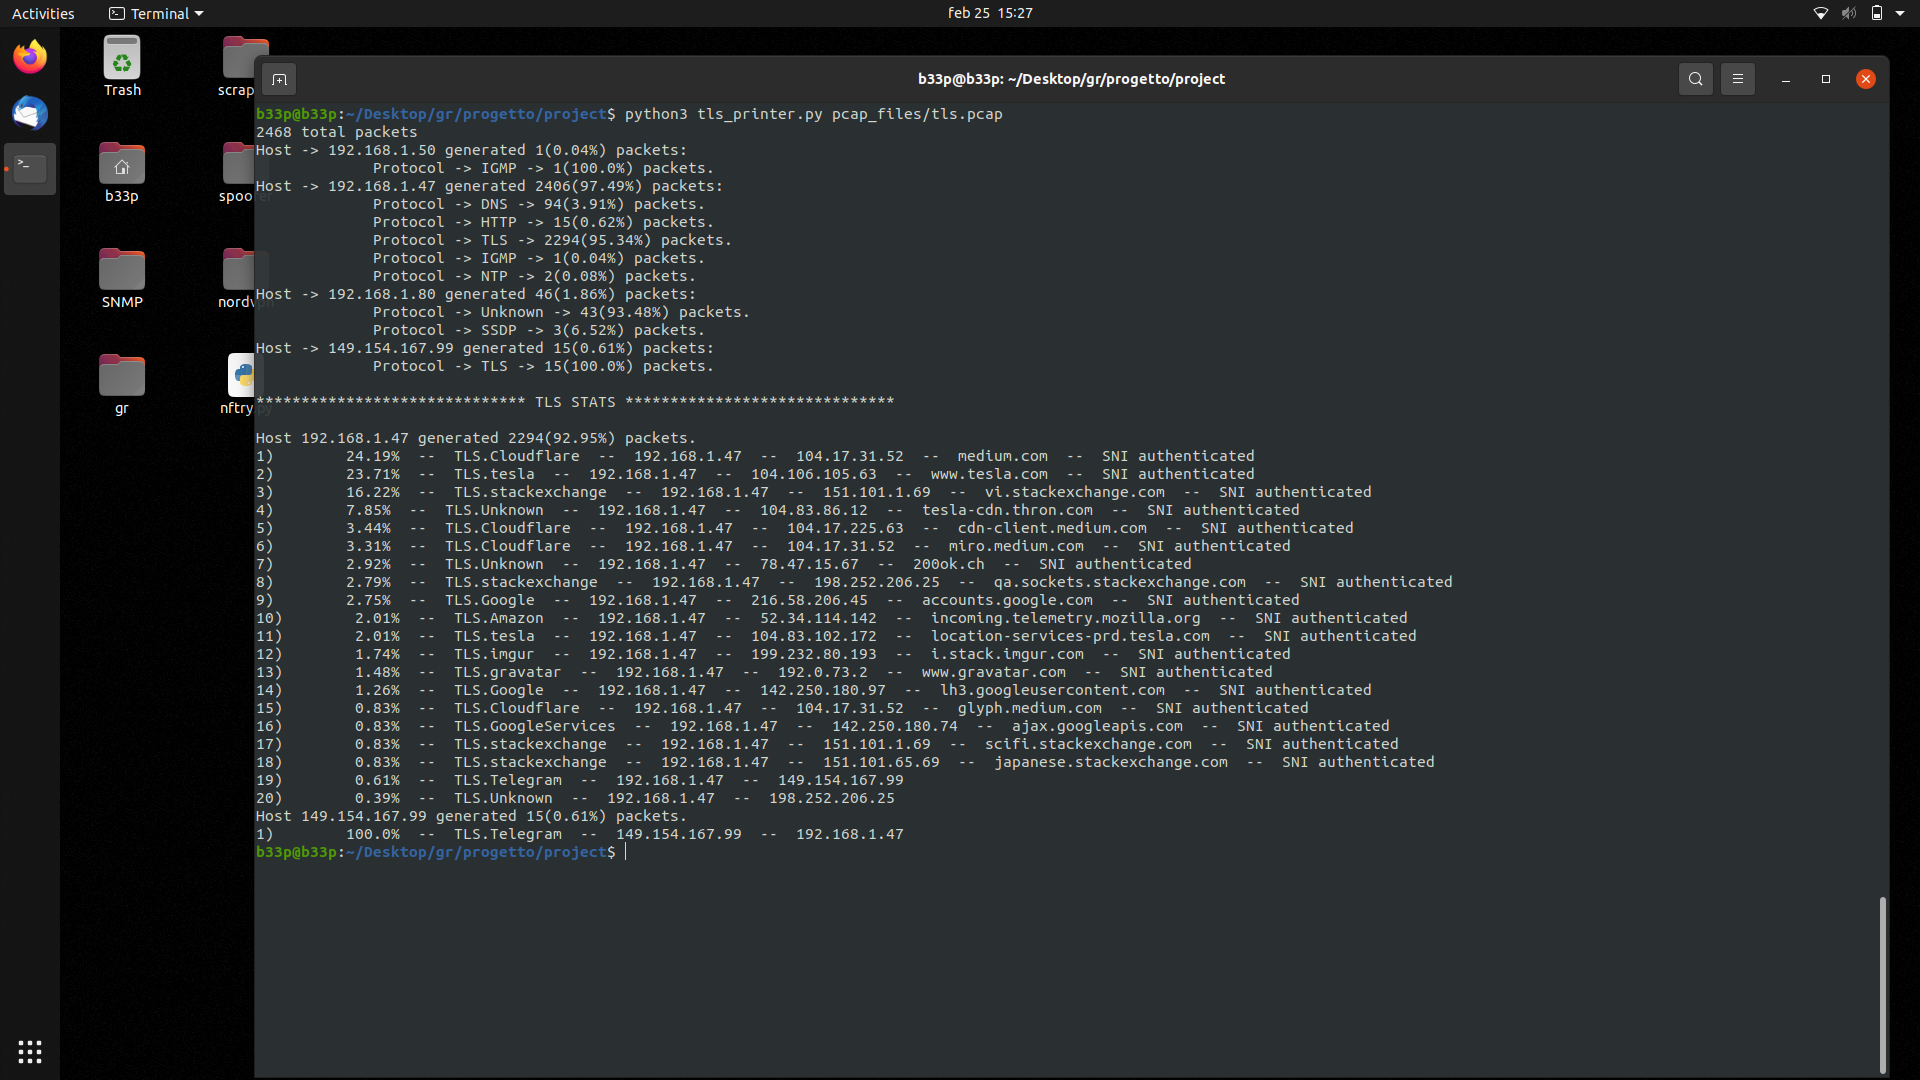 Activities
Terminal
feb 25 15:27
Trash
scrap
b33p
spoofer
SNMP
nordvpn
gr
nftry.py
b33p@b33p: ~/Desktop/gr/progetto/project
b33p@b33p:~/Desktop/gr/progetto/project$ python3 tls_printer.py pcap_files/tls.pcap
2468 total packets
Host -> 192.168.1.50 generated 1(0.04%) packets:
Protocol -> IGMP -> 1(100.0%) packets.
Host -> 192.168.1.47 generated 2406(97.49%) packets:
Protocol -> DNS -> 94(3.91%) packets.
Protocol -> HTTP -> 15(0.62%) packets.
Protocol -> TLS -> 2294(95.34%) packets.
Protocol -> IGMP -> 1(0.04%) packets.
Protocol -> NTP -> 2(0.08%) packets.
Host -> 192.168.1.80 generated 46(1.86%) packets:
Protocol -> Unknown -> 43(93.48%) packets.
Protocol -> SSDP -> 3(6.52%) packets.
Host -> 149.154.167.99 generated 15(0.61%) packets:
Protocol -> TLS -> 15(100.0%) packets.
****************************** TLS STATS ******************************
Host 192.168.1.47 generated 2294(92.95%) packets.
1) 24.19% -- TLS.Cloudflare -- 192.168.1.47 -- 104.17.31.52 -- medium.com -- SNI authenticated
2) 23.71% -- TLS.tesla -- 192.168.1.47 -- 104.106.105.63 -- www.tesla.com -- SNI authenticated
3) 16.22% -- TLS.stackexchange -- 192.168.1.47 -- 151.101.1.69 -- vi.stackexchange.com -- SNI authenticated
4) 7.85% -- TLS.Unknown -- 192.168.1.47 -- 104.83.86.12 -- tesla-cdn.thron.com -- SNI authenticated
5) 3.44% -- TLS.Cloudflare -- 192.168.1.47 -- 104.17.225.63 -- cdn-client.medium.com -- SNI authenticated
6) 3.31% -- TLS.Cloudflare -- 192.168.1.47 -- 104.17.31.52 -- miro.medium.com -- SNI authenticated
7) 2.92% -- TLS.Unknown -- 192.168.1.47 -- 78.47.15.67 -- 200ok.ch -- SNI authenticated
8) 2.79% -- TLS.stackexchange -- 192.168.1.47 -- 198.252.206.25 -- qa.sockets.stackexchange.com -- SNI authenticated
9) 2.75% -- TLS.Google -- 192.168.1.47 -- 216.58.206.45 -- accounts.google.com -- SNI authenticated
10) 2.01% -- TLS.Amazon -- 192.168.1.47 -- 52.34.114.142 -- incoming.telemetry.mozilla.org -- SNI authenticated
11) 2.01% -- TLS.tesla -- 192.168.1.47 -- 104.83.102.172 -- location-services-prd.tesla.com -- SNI authenticated
12) 1.74% -- TLS.imgur -- 192.168.1.47 -- 199.232.80.193 -- i.stack.imgur.com -- SNI authenticated
13) 1.48% -- TLS.gravatar -- 192.168.1.47 -- 192.0.73.2 -- www.gravatar.com -- SNI authenticated
14) 1.26% -- TLS.Google -- 192.168.1.47 -- 142.250.180.97 -- lh3.googleusercontent.com -- SNI authenticated
15) 0.83% -- TLS.Cloudflare -- 192.168.1.47 -- 104.17.31.52 -- glyph.medium.com -- SNI authenticated
16) 0.83% -- TLS.GoogleServices -- 192.168.1.47 -- 142.250.180.74 -- ajax.googleapis.com -- SNI authenticated
17) 0.83% -- TLS.stackexchange -- 192.168.1.47 -- 151.101.1.69 -- scifi.stackexchange.com -- SNI authenticated
18) 0.83% -- TLS.stackexchange -- 192.168.1.47 -- 151.101.65.69 -- japanese.stackexchange.com -- SNI authenticated
19) 0.61% -- TLS.Telegram -- 192.168.1.47 -- 149.154.167.99
20) 0.39% -- TLS.Unknown -- 192.168.1.47 -- 198.252.206.25
Host 149.154.167.99 generated 15(0.61%) packets.
1) 100.0% -- TLS.Telegram -- 149.154.167.99 -- 192.168.1.47
b33p@b33p:~/Desktop/gr/progetto/project$